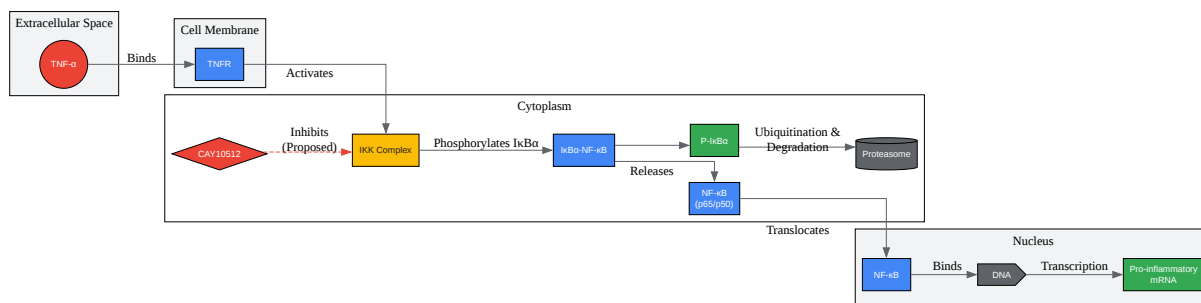 Extracellular Space
TNF-α
Binds
Cell Membrane
TNFR
Activates
Cytoplasm
CAY10512
Inhibits
(Proposed)
IKK Complex
Phosphorylates IκBα
IκBα-NF-κB
Releases
P-IκBα
Ubiquitination &
Degradation
Proteasome
NF-κB
(p65/p50)
Translocates
Nucleus
NF-κB
Binds
DNA
Transcription
Pro-inflammatory
mRNA